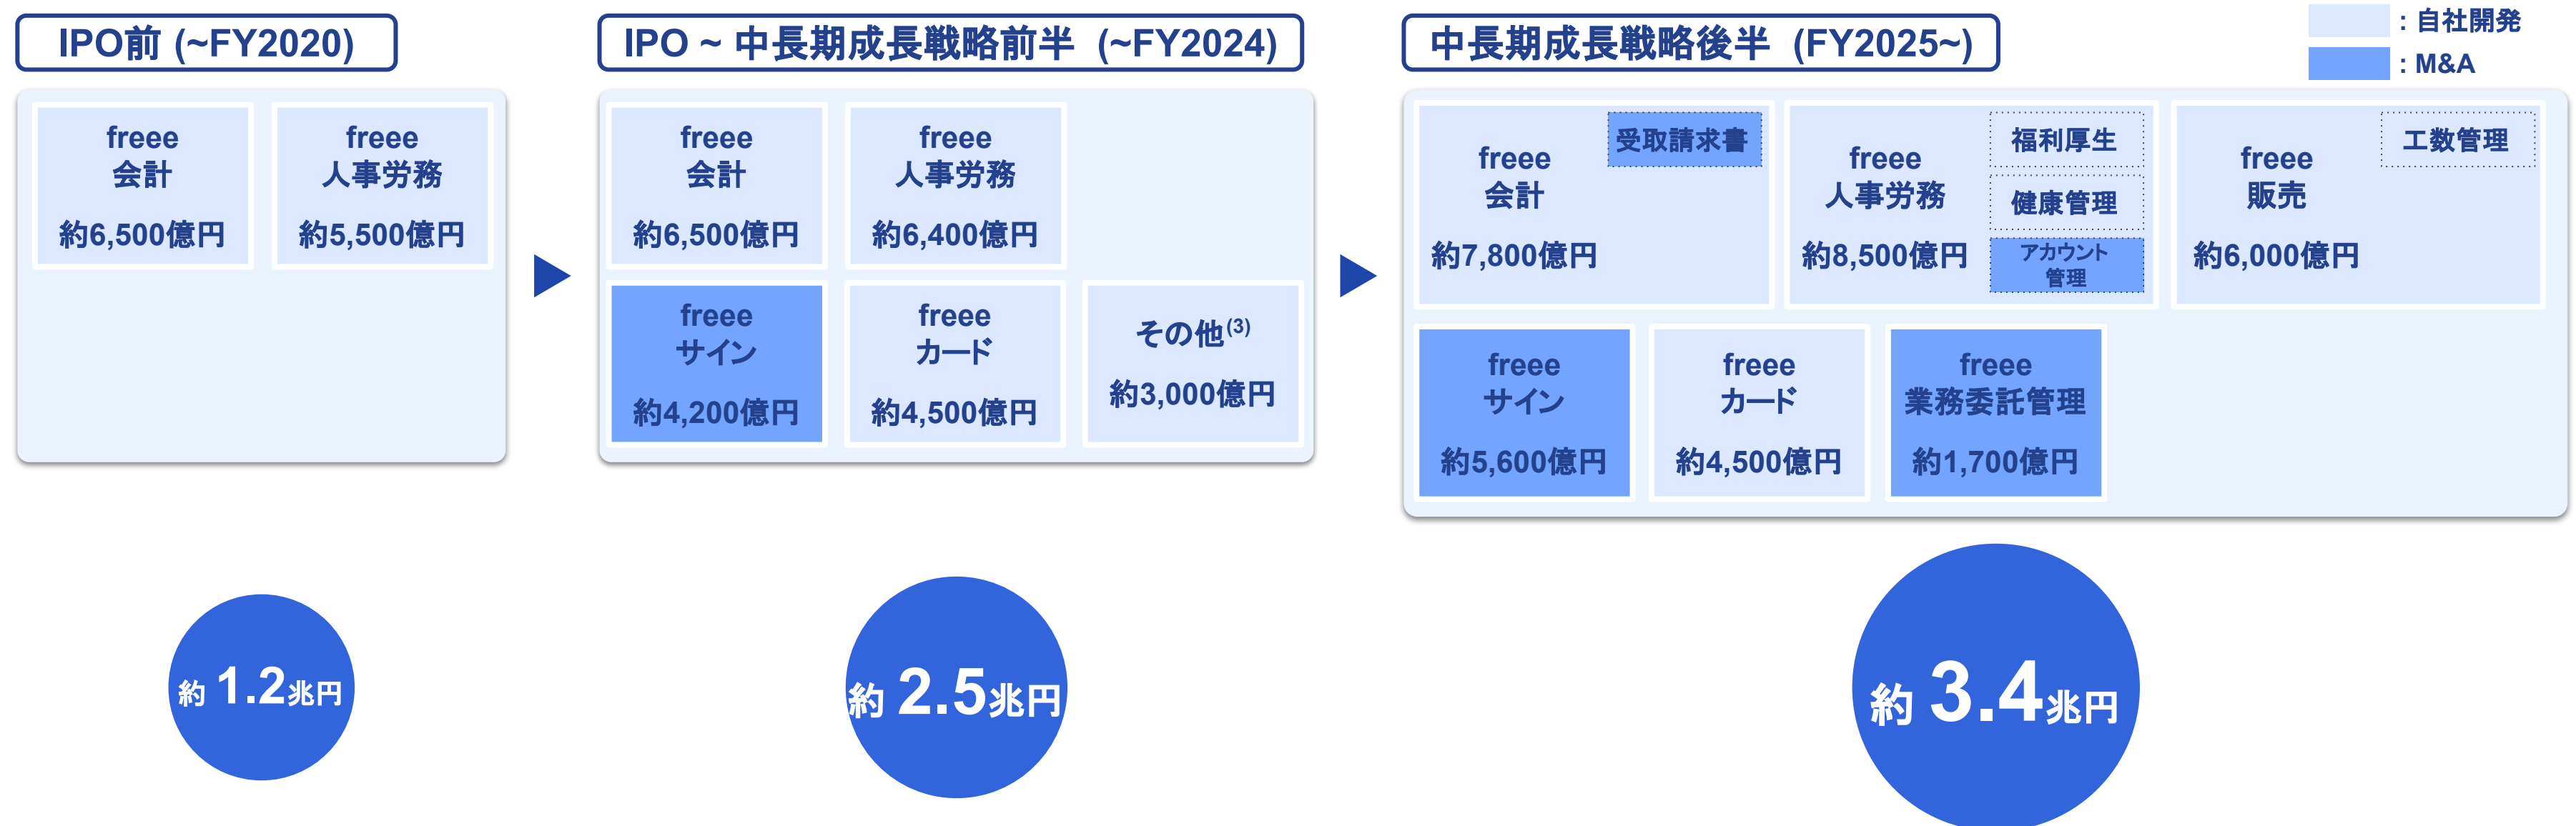 IPO前 (~FY2020)
freee
会計
約6,500億円
freee
人事労務
約5,500億円
約 1.2兆円
IPO ~ 中長期成長戦略前半 (~FY2024)
freee
会計
約6,500億円
freee
人事労務
約6,400億円
freee
サイン
約4,200億円
freee
カード
約4,500億円
その他(3)
約3,000億円
約 2.5兆円
中長期成長戦略後半 (FY2025~)
: 自社開発
: M&A
freee
会計
約7,800億円
受取請求書
freee
人事労務
約8,500億円
福利厚生
健康管理
アカウント
管理
freee
販売
約6,000億円
工数管理
freee
サイン
約5,600億円
freee
カード
約4,500億円
freee
業務委託管理
約1,700億円
約 3.4兆円